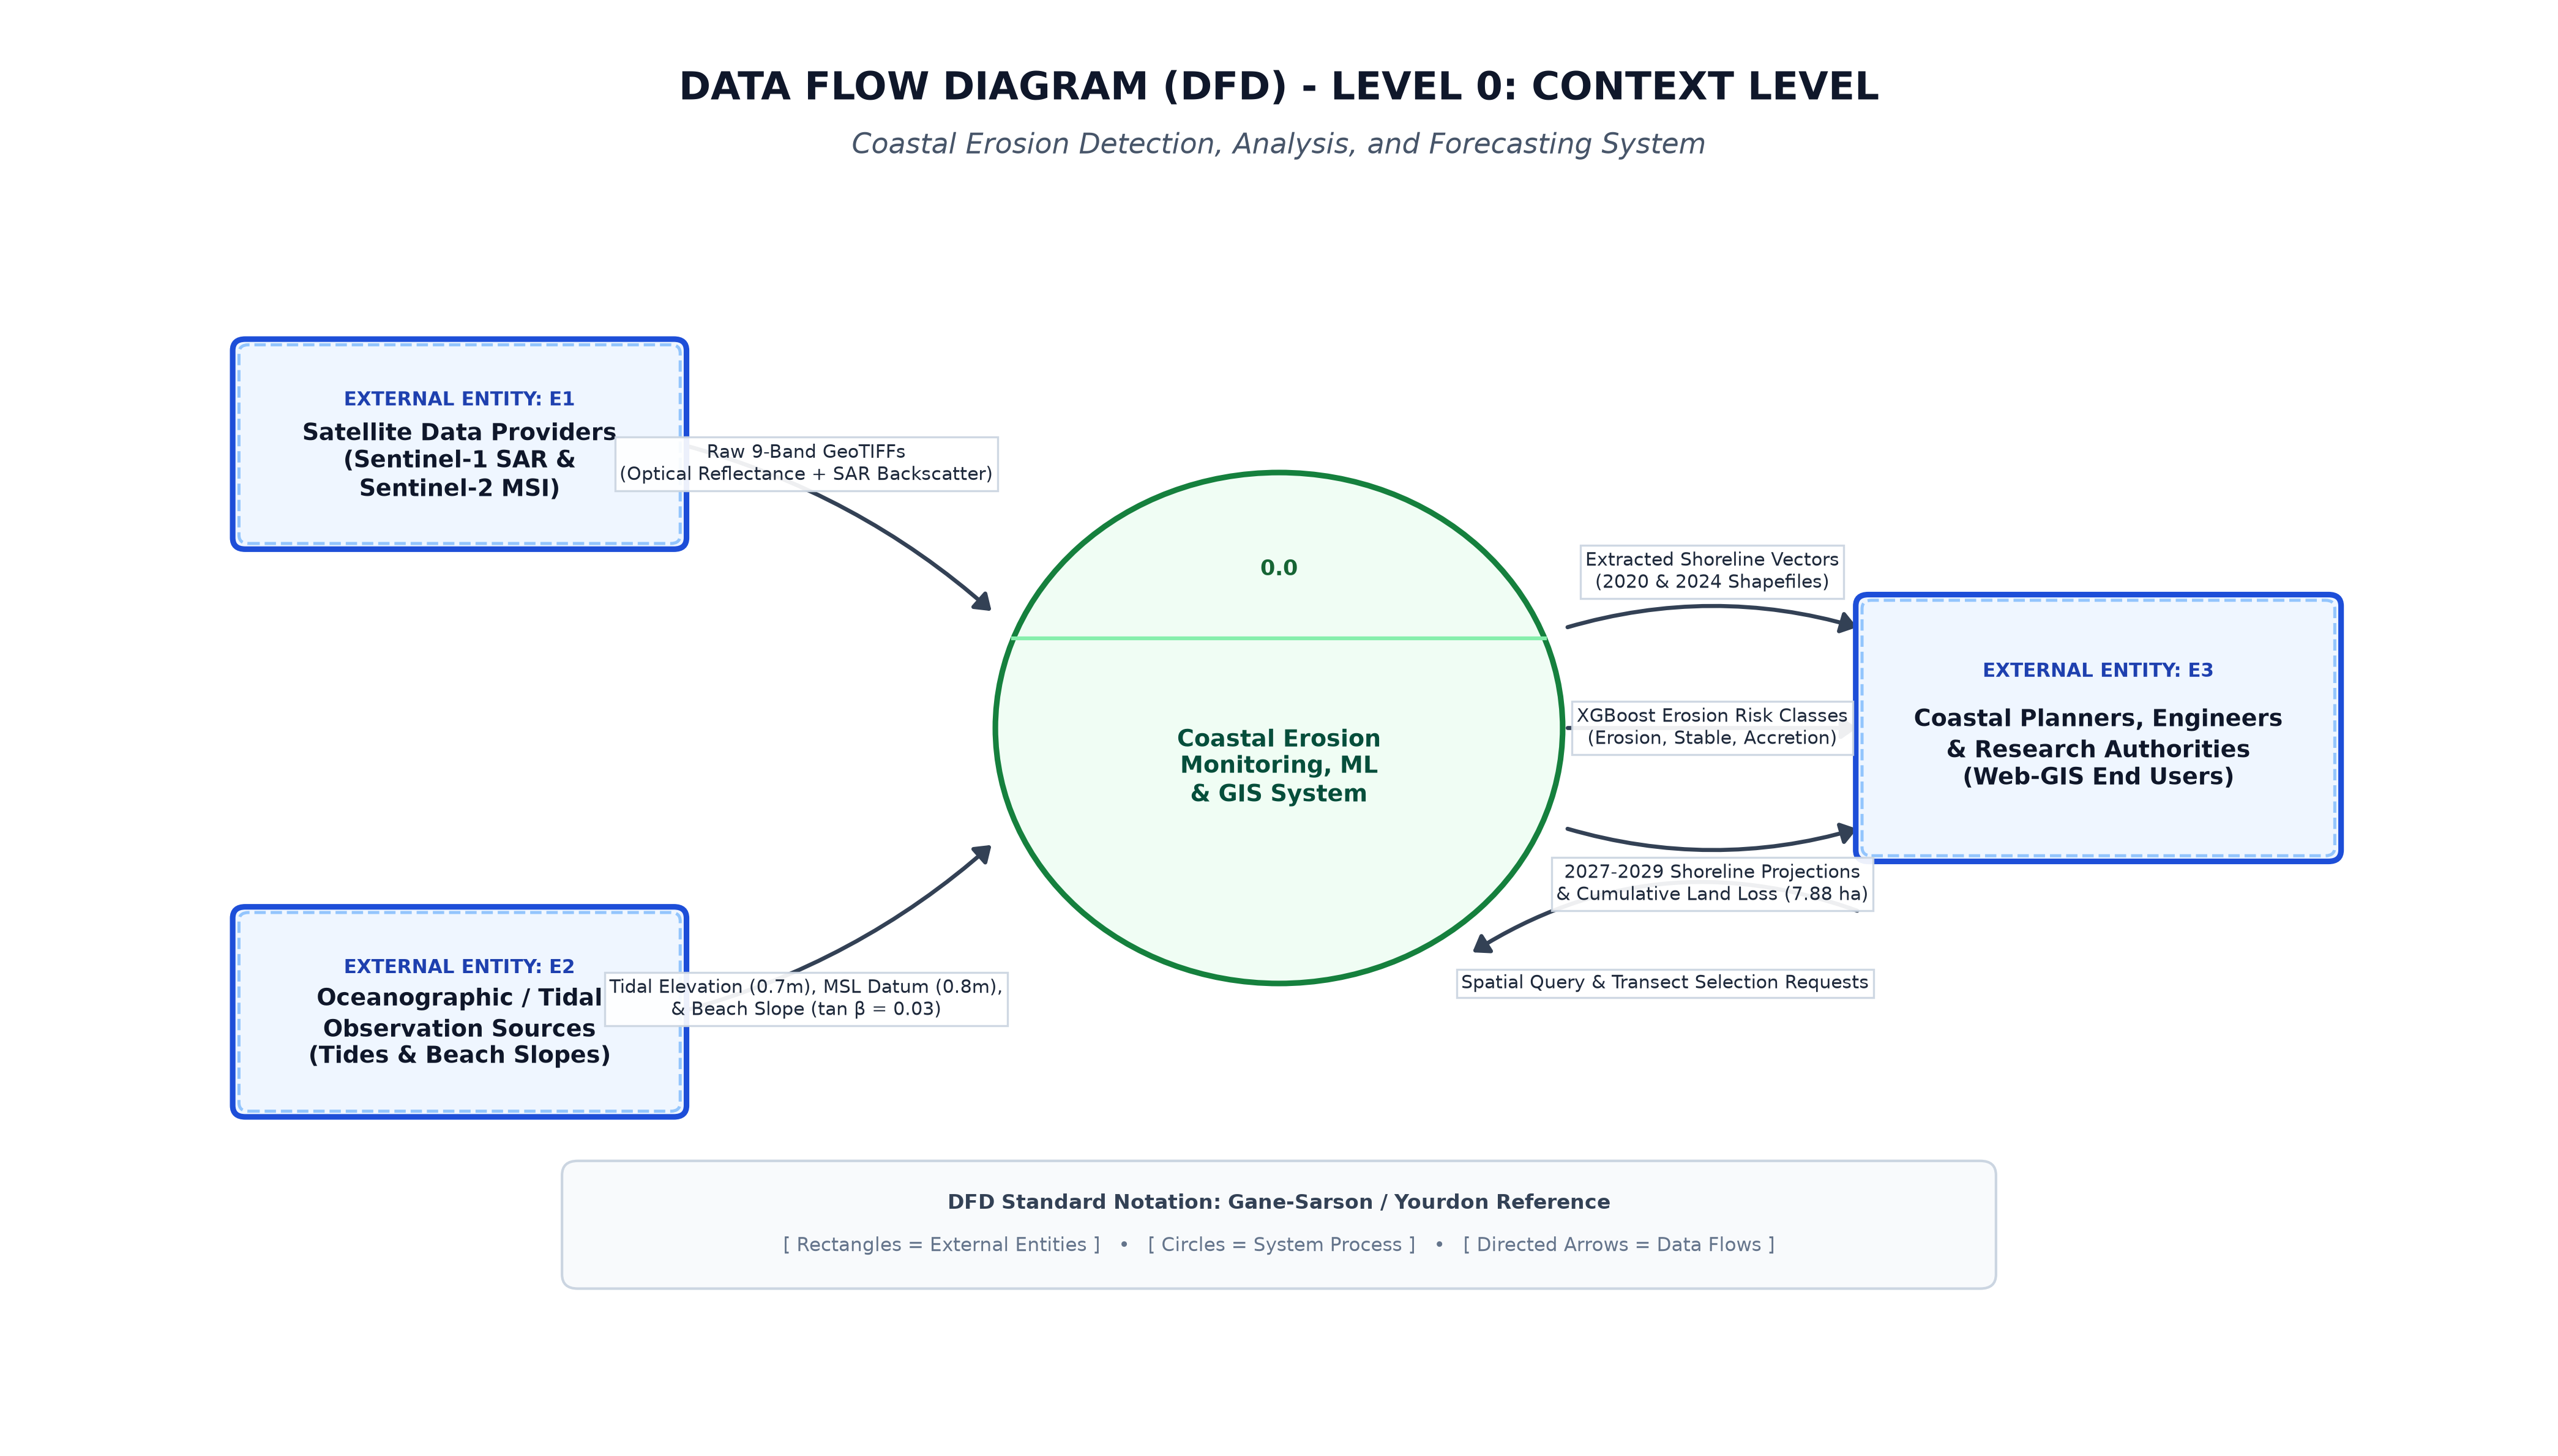 DATA FLOW DIAGRAM (DFD) - LEVEL 0: CONTEXT LEVEL
Coastal Erosion Detection, Analysis, and Forecasting System
EXTERNAL ENTITY: E1
Satellite Data Providers
(Sentinel-1 SAR &
Sentinel-2 MSI)
Raw 9-Band GeoTIFFs
(Optical Reflectance + SAR Backscatter)
EXTERNAL ENTITY: E2
Oceanographic / Tidal
Observation Sources
(Tides & Beach Slopes)
Tidal Elevation (0.7m), MSL Datum (0.8m),
& Beach Slope (tan β = 0.03)
0.0
Coastal Erosion
Monitoring, ML
& GIS System
Extracted Shoreline Vectors
(2020 & 2024 Shapefiles)
XGBoost Erosion Risk Classes
(Erosion, Stable, Accretion)
2027-2029 Shoreline Projections
& Cumulative Land Loss (7.88 ha)
Spatial Query & Transect Selection Requests
EXTERNAL ENTITY: E3
Coastal Planners, Engineers
& Research Authorities
(Web-GIS End Users)
DFD Standard Notation: Gane-Sarson / Yourdon Reference
[ Rectangles = External Entities ] • [ Circles = System Process ] • [ Directed Arrows = Data Flows ]